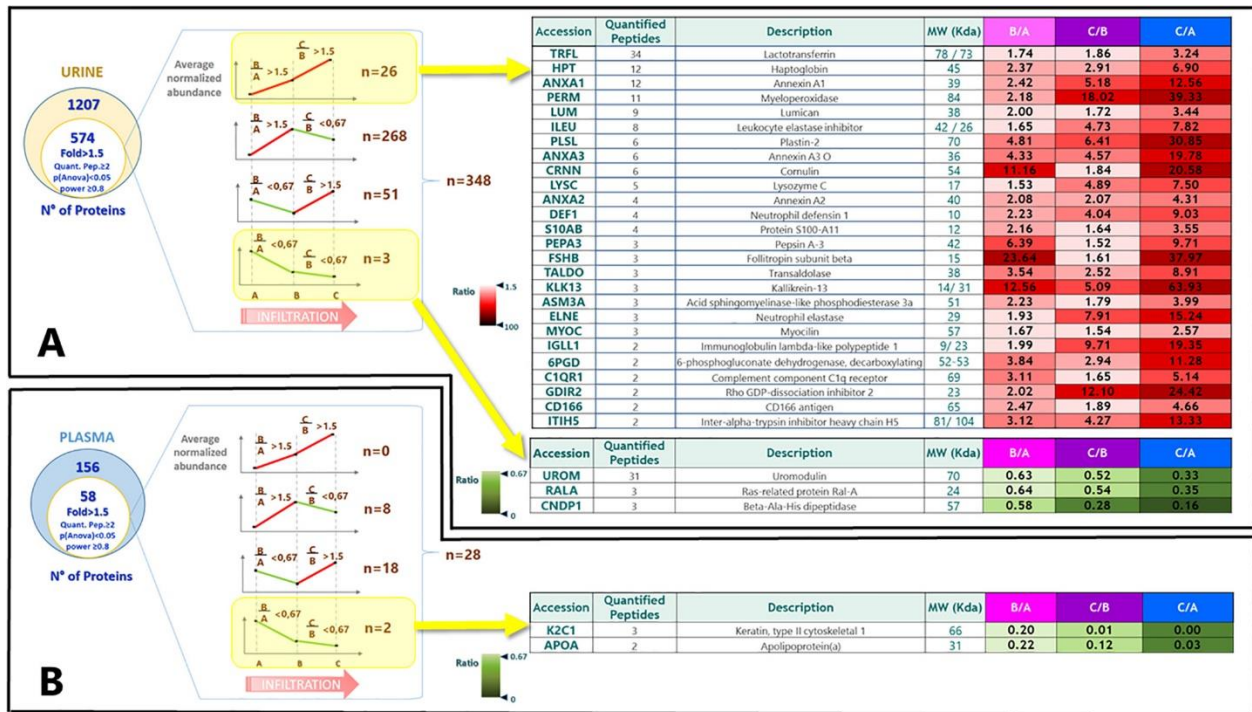 URINE
1207
574
Fold>1.5
Quant. Pep.≥2
p(Anova)<0.05
power ≥0.8
N° of Proteins
Average
normalized
abundance
B/A >1.5 C/B >1.5 n=26
B/A >1.5 C/B <0,67 n=268
B/A <0,67 C/B >1.5 n=51
B/A <0,67 C/B <0,67 n=3
n=348
A B C
INFILTRATION
A
Ratio 1.5 100
Accession Quantified Peptides Description MW (Kda) B/A C/B C/A
TRFL 34 Lactotransferrin 78 / 73 1.74 1.86 3.24
HPT 12 Haptoglobin 45 2.37 2.91 6.90
ANXA1 12 Annexin A1 39 2.42 5.18 12.56
PERM 11 Myeloperoxidase 84 2.18 18.02 39.33
LUM 9 Lumican 2.00 1.72 3.44
ILEU 8 Leukocyte elastase inhibitor 42 / 26 1.65 4.73 7.82
PLSL 6 Plastin-2 70 4.81 6.41 30.85
ANXA3 6 Annexin A3 O 36 4.33 4.57 19.78
CRNN 6 Cornulin 54 11.16 1.84 20.58
LYSC 5 Lysozyme C 17 1.53 4.89 7.50
ANXA2 4 Annexin A2 40 2.08 2.07 4.31
DEF1 4 Neutrophil defensin 1 10 2.23 4.04 9.03
S10AB 4 Protein S100-A11 12 2.16 1.64 3.55
PEPA3 3 Pepsin A-3 42 6.39 1.52 9.71
FSHB 3 Follitropin subunit beta 15 23.64 1.61 37.97
TALDO 3 Transaldolase 38 3.54 2.52 8.91
KLK13 3 Kallikrein-13 14/ 31 12.56 5.09 63.93
ASM3A 3 Acid sphingomyelinase-like phosphodiesterase 3a 51 2.23 1.79 3.99
ELNE 3 Neutrophil elastase 29 1.93 7.91 15.24
MYOC 3 Myocilin 57 1.67 1.54 2.57
IGLL1 2 Immunoglobulin lambda-like polypeptide 1 9/ 23 1.99 9.71 19.35
6PGD 2 6-phosphogluconate dehydrogenase, decarboxylating 52-53 3.84 2.94 11.28
C1QR1 2 Complement component C1q receptor 69 3.11 1.65 5.14
GDIR2 2 Rho GDP-dissociation inhibitor 2 23 2.02 12.10 24.42
CD166 2 CD166 antigen 65 2.47 1.89 4.66
ITIH5 2 Inter-alpha-trypsin inhibitor heavy chain H5 81/ 104 3.12 4.27 13.33
Ratio 0.67 0
Accession Quantified Peptides Description MW (Kda) B/A C/B C/A
UROM 31 Uromodulin 70 0.63 0.52 0.33
RALA 3 Ras-related protein Ral-A 24 0.64 0.54 0.35
CNDP1 3 Beta-Ala-His dipeptidase 57 0.58 0.28 0.16
PLASMA
156
58
Fold>1.5
Quant. Pep.≥2
p(Anova)<0.05
power ≥0.8
N° of Proteins
Average
normalized
abundance
B/A >1.5 C/B >1.5 n=0
B/A >1.5 C/B <0,67 n=8
B/A <0,67 C/B >1.5 n=18
B/A <0,67 C/B <0,67 n=2
n=28
A B C
INFILTRATION
B
Ratio 0.67 0
Accession Quantified Peptides Description MW (Kda) B/A C/B C/A
K2C1 3 Keratin, type II cytoskeletal 1 66 0.20 0.01 0.00
APOA 2 Apolipoprotein(a) 31 0.22 0.12 0.03